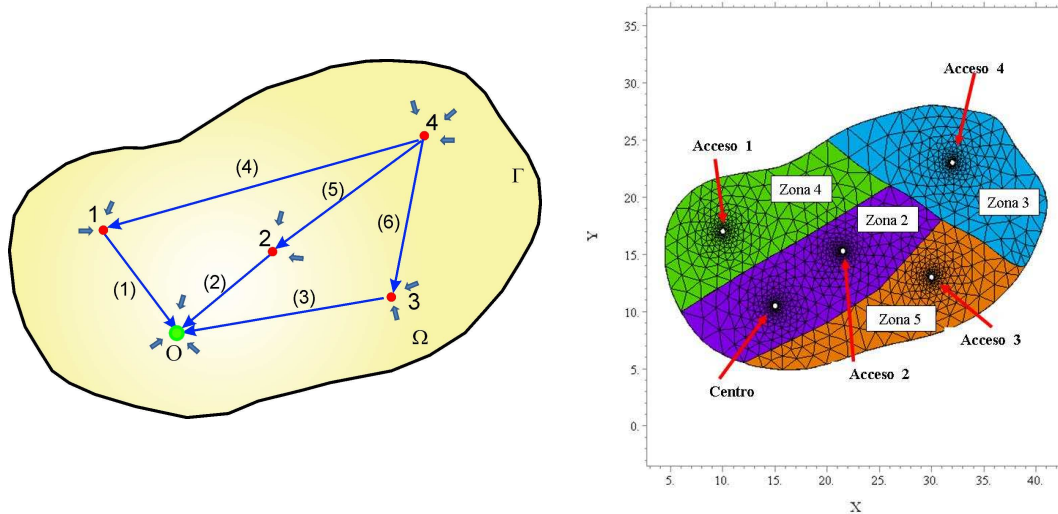 4
Γ
(4)
(5)
(6)
1
2
(2)
(1)
(3)
3
O
Ω
35.
30.
25.
20.
15.
10.
5.
0.
Y
Acceso 4
Acceso 1
Zona 4
Zona 2
Zona 3
Zona 5
Acceso 3
Acceso 2
Centro
5.
10.
15.
20.
25.
30.
35.
40.
X